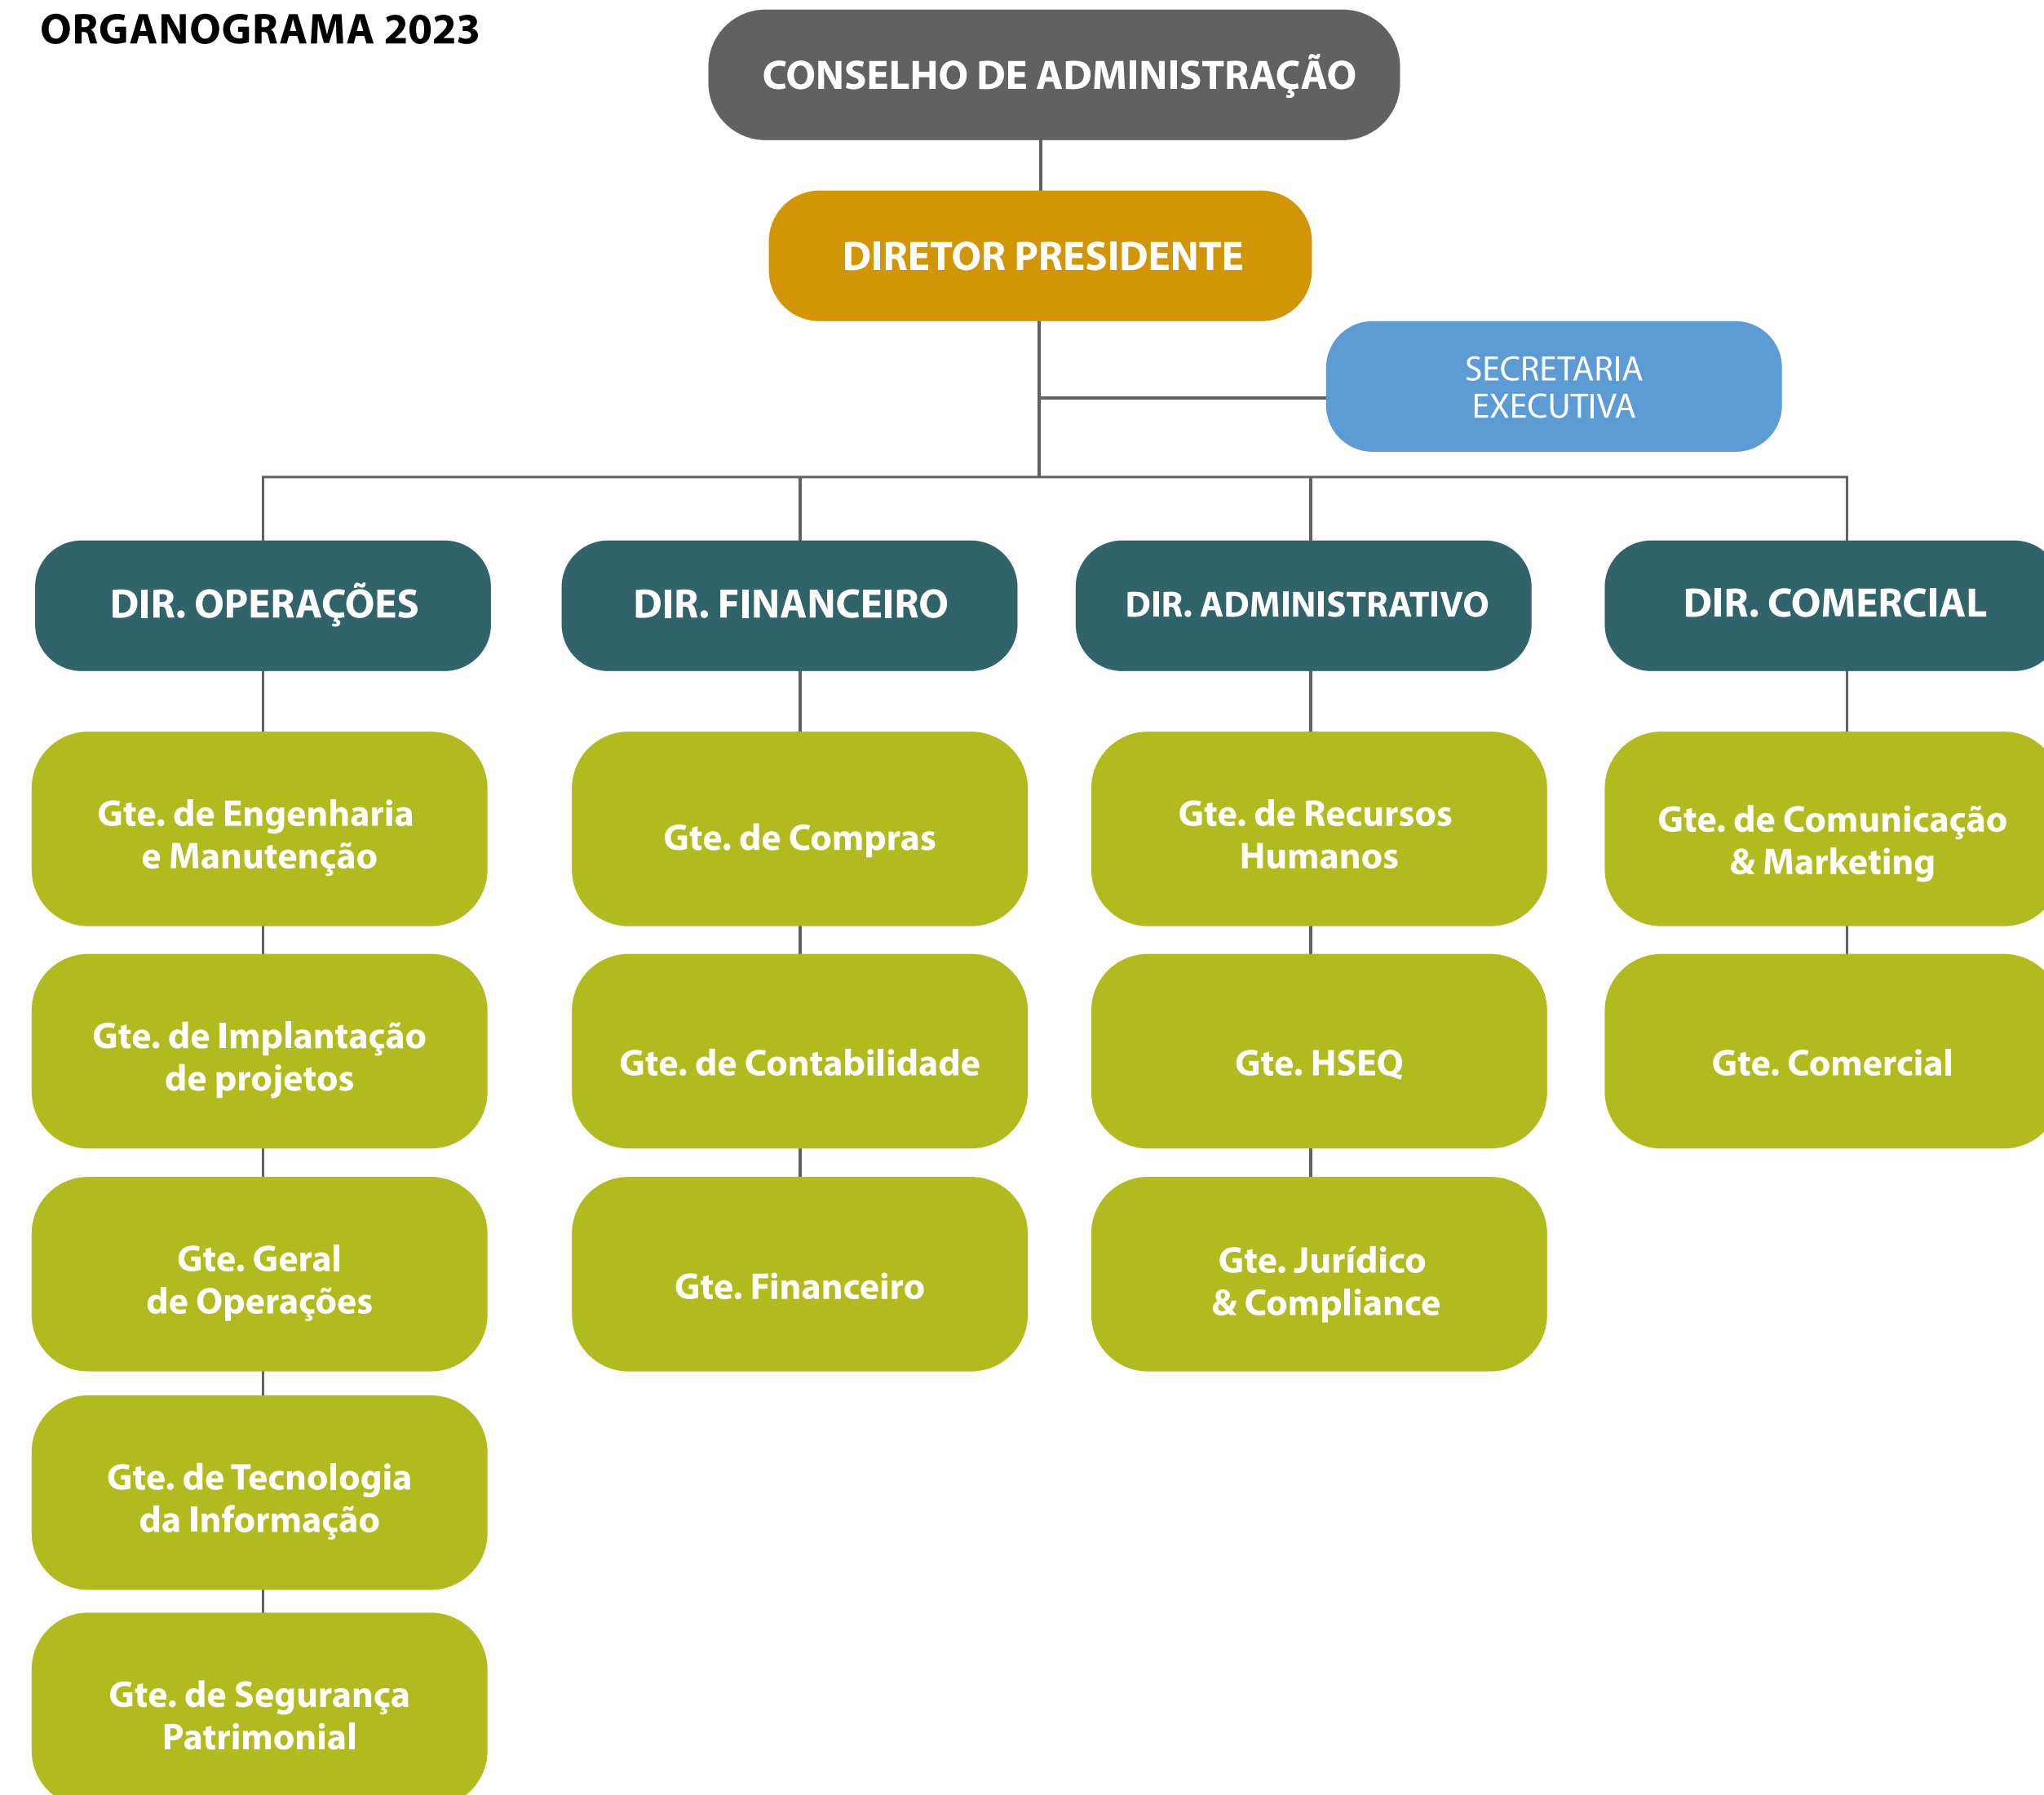 ORGANOGRAMA 2023
CONSELHO DE ADMINISTRAÇÃO
DIRETOR PRESIDENTE
SECRETARIA
EXECUTIVA
DIR. OPERAÇÕES
DIR. FINANCEIRO
DIR. ADMINISTRATIVO
DIR. COMERCIAL
Gte. de Engenharia
e Manutenção
Gte. de Compras
Gte. de Recursos
Humanos
Gte. de Comunicação
& Marketing
Gte. de Implantação
de projetos
Gte. de Contabilidade
Gte. HSEQ
Gte. Comercial
Gte. Geral
de Operações
Gte. Financeiro
Gte. Jurídico
& Compliance
Gte. de Tecnologia
da Informação
Gte. de Segurança
Patrimonial